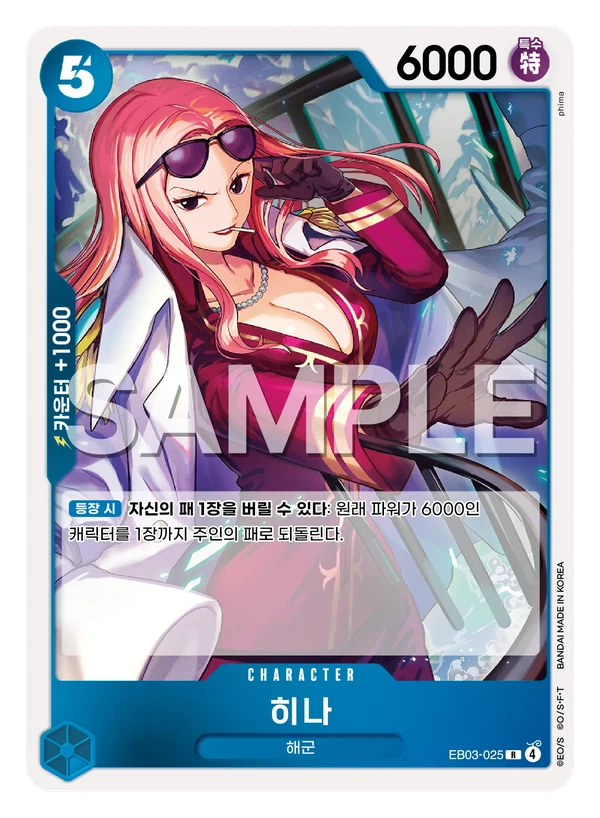 5
6000
특수
特
phima
카운터 +1000
SAMPLE
등장 시 자신의 패 1장을 버릴 수 있다: 원래 파워가 6000인
캐릭터를 1장까지 주인의 패로 되돌린다.
CHARACTER
히나
해군
EB03-025 R 4
©EO/S ©O/S·F·T BANDAI MADE IN KOREA